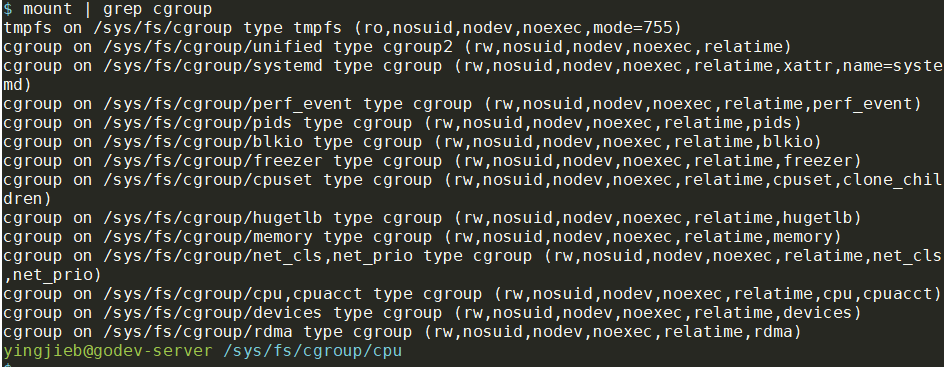 $ mount | grep cgroup
tmpfs on /sys/fs/cgroup type tmpfs (ro,nosuid,nodev,noexec,mode=755)
cgroup on /sys/fs/cgroup/unified type cgroup2 (rw,nosuid,nodev,noexec,relatime)
cgroup on /sys/fs/cgroup/systemd type cgroup (rw,nosuid,nodev,noexec,relatime,xattr,name=syste
md)
cgroup on /sys/fs/cgroup/perf_event type cgroup (rw,nosuid,nodev,noexec,relatime,perf_event)
cgroup on /sys/fs/cgroup/pids type cgroup (rw,nosuid,nodev,noexec,relatime,pids)
cgroup on /sys/fs/cgroup/blkio type cgroup (rw,nosuid,nodev,noexec,relatime,blkio)
cgroup on /sys/fs/cgroup/freezer type cgroup (rw,nosuid,nodev,noexec,relatime,freezer)
cgroup on /sys/fs/cgroup/cpuset type cgroup (rw,nosuid,nodev,noexec,relatime,cpuset,clone_chil
dren)
cgroup on /sys/fs/cgroup/hugetlb type cgroup (rw,nosuid,nodev,noexec,relatime,hugetlb)
cgroup on /sys/fs/cgroup/memory type cgroup (rw,nosuid,nodev,noexec,relatime,memory)
cgroup on /sys/fs/cgroup/net_cls,net_prio type cgroup (rw,nosuid,nodev,noexec,relatime,net_cls
,net_prio)
cgroup on /sys/fs/cgroup/cpu,cpuacct type cgroup (rw,nosuid,nodev,noexec,relatime,cpu,cpuacct)
cgroup on /sys/fs/cgroup/devices type cgroup (rw,nosuid,nodev,noexec,relatime,devices)
cgroup on /sys/fs/cgroup/rdma type cgroup (rw,nosuid,nodev,noexec,relatime,rdma)
yingjieb@godev-server /sys/fs/cgroup/cpu
$